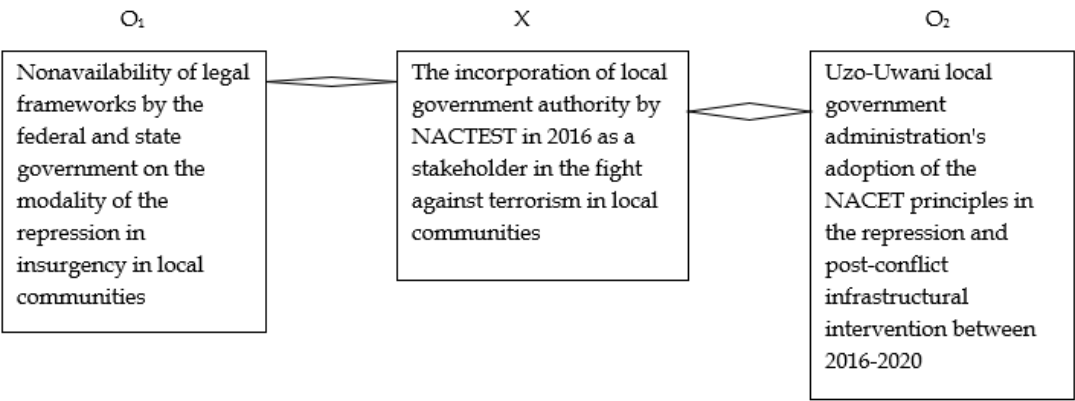 O₁
X
O₂
Nonavailability of legal
frameworks by the
federal and state
government on the
modality of the
repression in
insurgency in local
communities
The incorporation of local
government authority by
NACTEST in 2016 as a
stakeholder in the fight
against terrorism in local
communities
Uzo-Uwani local
government
administration's
adoption of the
NACET principles in
the repression and
post-conflict
infrastructural
intervention between
2016-2020